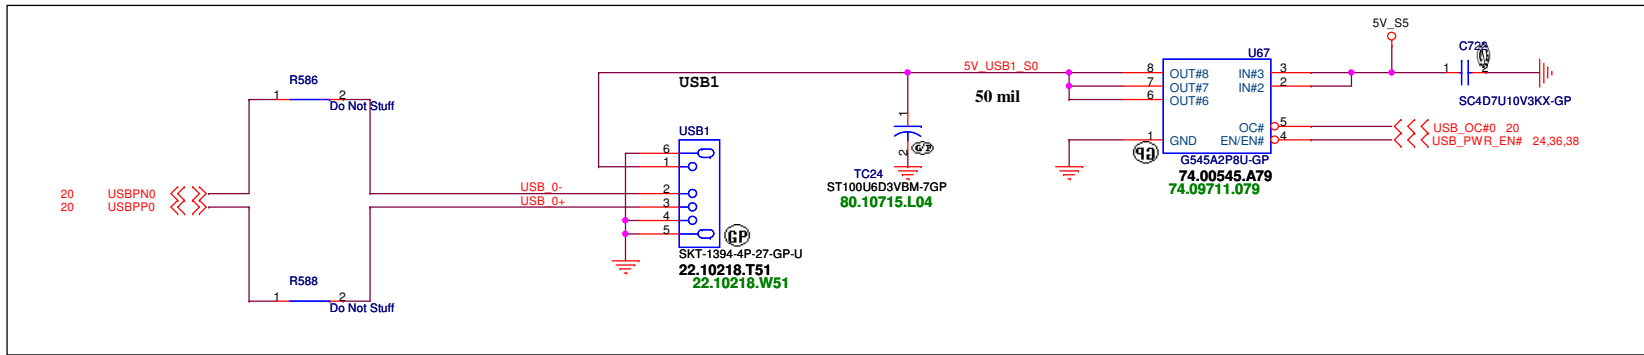 5V_S5
R586
1 2
Do Not Stuff
USB1
5V_USB1_S0
50 mil
U67
8 OUT#8 IN#3 3
7 OUT#7 IN#2 2
6 OUT#6
OC# 5
1 GND EN/EN# 4
G545A2P8U-GP
74.00545.A79
74.09711.079
1
SC4D7U10V3KX-GP
USB_OC#0 20
USB_PWR_EN# 24,36,38
1
2
TC24
ST100U6D3VBM-7GP
80.10715.L04
USB1
6
1
2
3
4
5
GP
SKT-1394-4P-27-GP-U
22.10218.T51
22.10218.W51
20 USBPN0
20 USBPP0
USB_0-
USB_0+
R588
1 2
Do Not Stuff